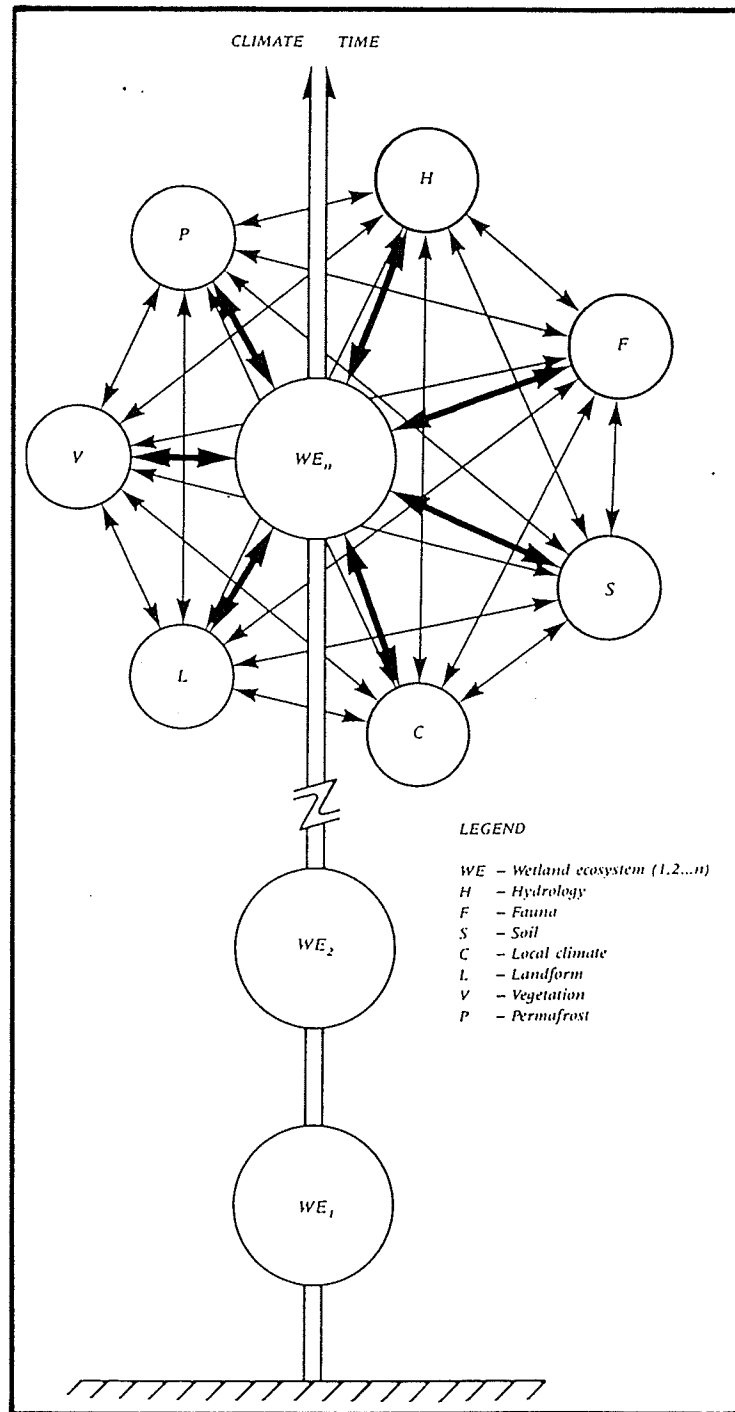 CLIMATE TIME
H
P
F
V
WEn
S
L
C
LEGEND
WE – Wetland ecosystem (1,2...n)
H – Hydrology
F – Fauna
S – Soil
C – Local climate
L – Landform
V – Vegetation
P – Permafrost
WE2
WE1